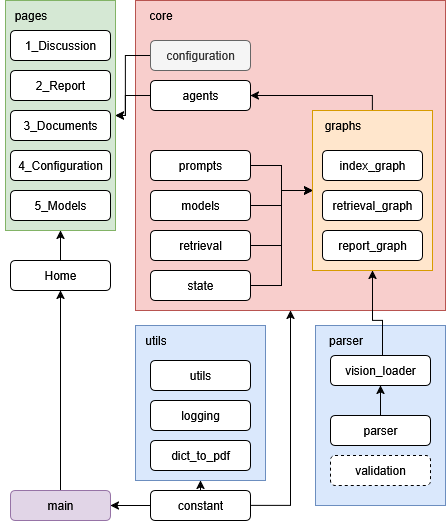 pages
1_Discussion
2_Report
3_Documents
4_Configuration
5_Models
Home
main
core
configuration
agents
prompts
models
retrieval
state
graphs
index_graph
retrieval_graph
report_graph
utils
utils
logging
dict_to_pdf
constant
parser
vision_loader
parser
validation